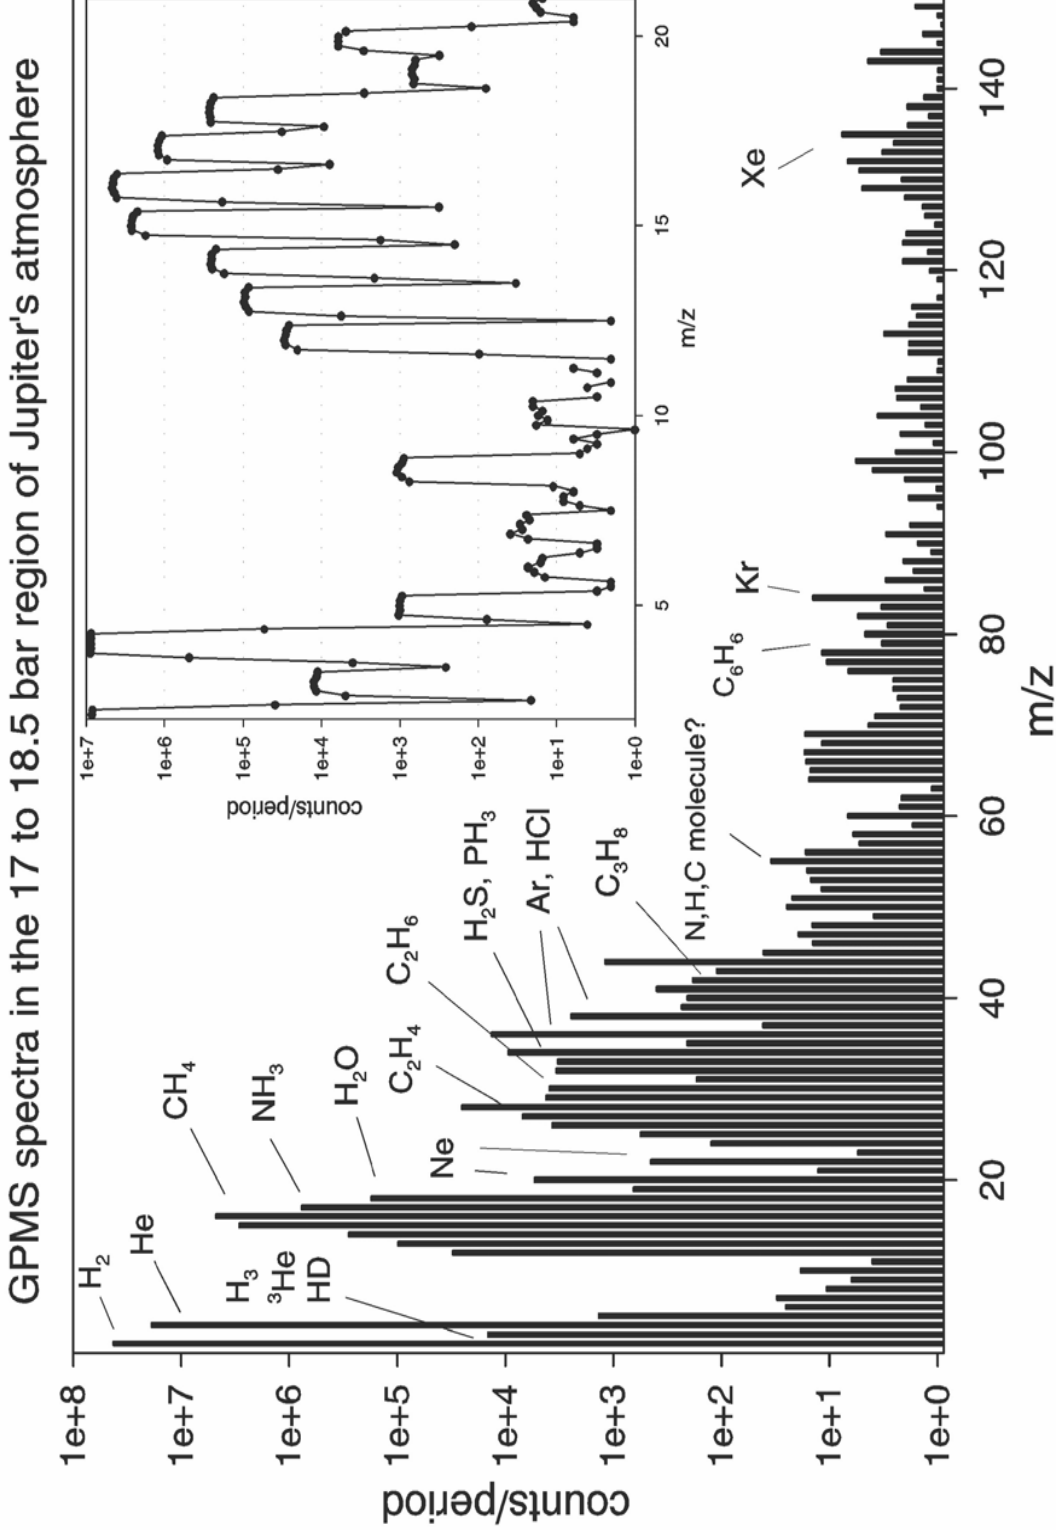 GPMS spectra in the 17 to 18.5 bar region of Jupiter's atmosphere
counts/period
1e+8
1e+7
1e+6
1e+5
1e+4
1e+3
1e+2
1e+1
1e+0
H2
He
H3
3He
HD
CH4
NH3
H2O
Ne
C2H4
C2H6
H2S, PH3
Ar, HCl
C3H8
N,H,C molecule?
C6H6
Kr
Xe
20
40
60
80
100
120
140
m/z
counts/period
1e+7
1e+6
1e+5
1e+4
1e+3
1e+2
1e+1
1e+0
5
10
15
20
m/z